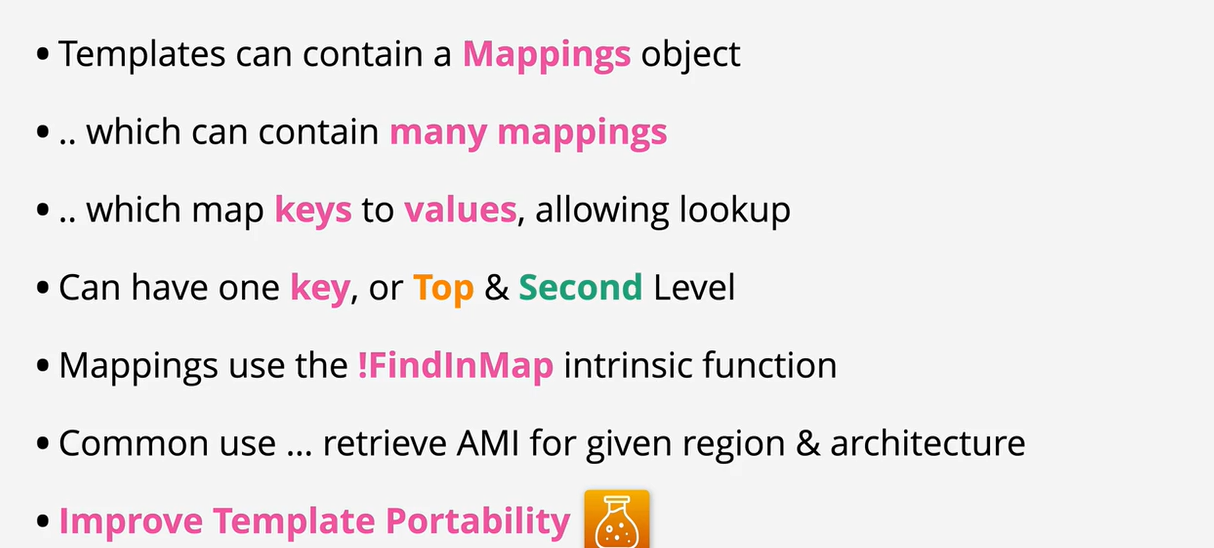 • Templates can contain a Mappings object
• .. which can contain many mappings
• .. which map keys to values, allowing lookup
• Can have one key, or Top & Second Level
• Mappings use the !FindInMap intrinsic function
• Common use ... retrieve AMI for given region & architecture
• Improve Template Portability